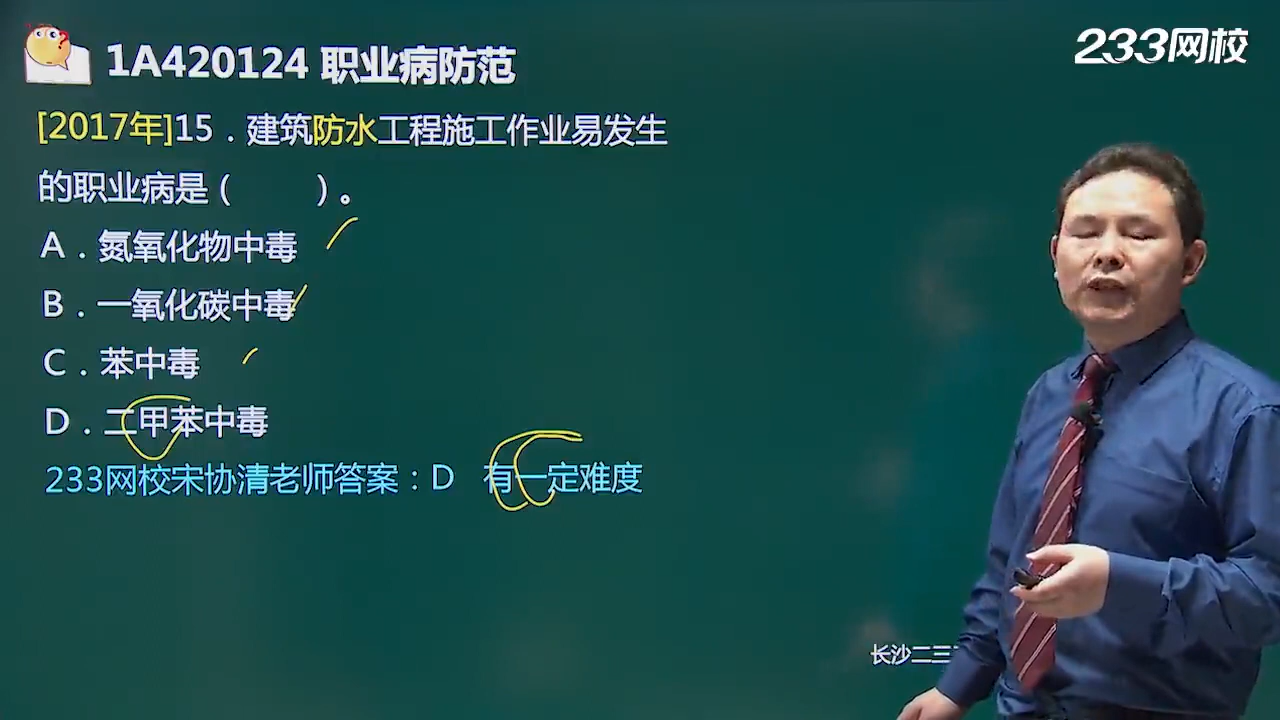 1A420124 职业病防范
233网校
[2017年]15．建筑防水工程施工作业易发生
的职业病是（　　）。
A．氮氧化物中毒
B．一氧化碳中毒
C．苯中毒
D．二甲苯中毒
233网校宋协清老师答案：D 有一定难度
长沙二三